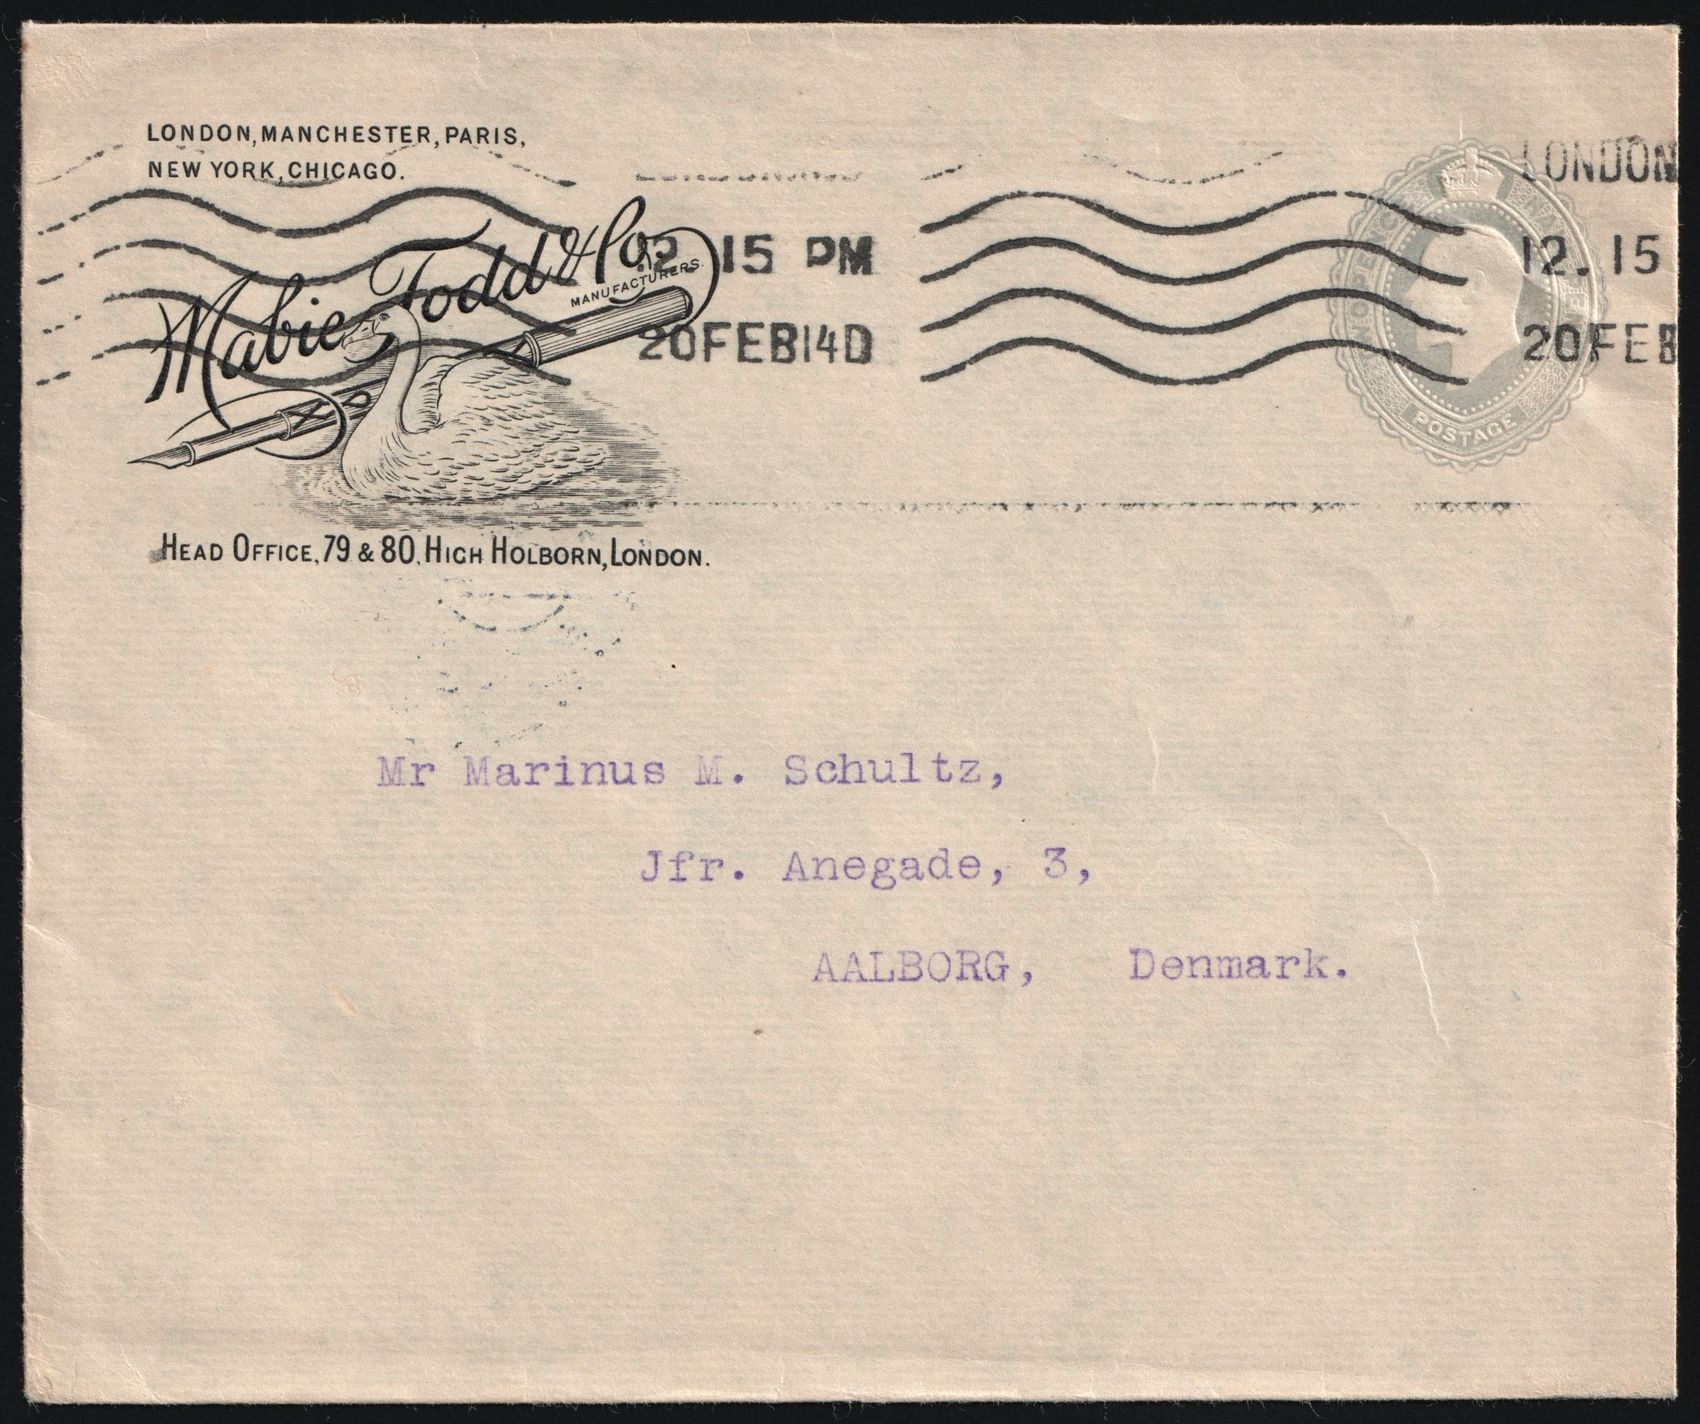 LONDON, MANCHESTER, PARIS,
NEW YORK, CHICAGO.
Mabie Todd & Co
MANUFACTURERS.
HEAD OFFICE, 79 & 80, HIGH HOLBORN, LONDON.
12. 15 PM
20 FEB 14 D
LONDON
12. 15
20 FEB
POSTAGE
Mr Marinus M. Schultz,
Jfr. Anegade, 3,
AALBORG, Denmark.